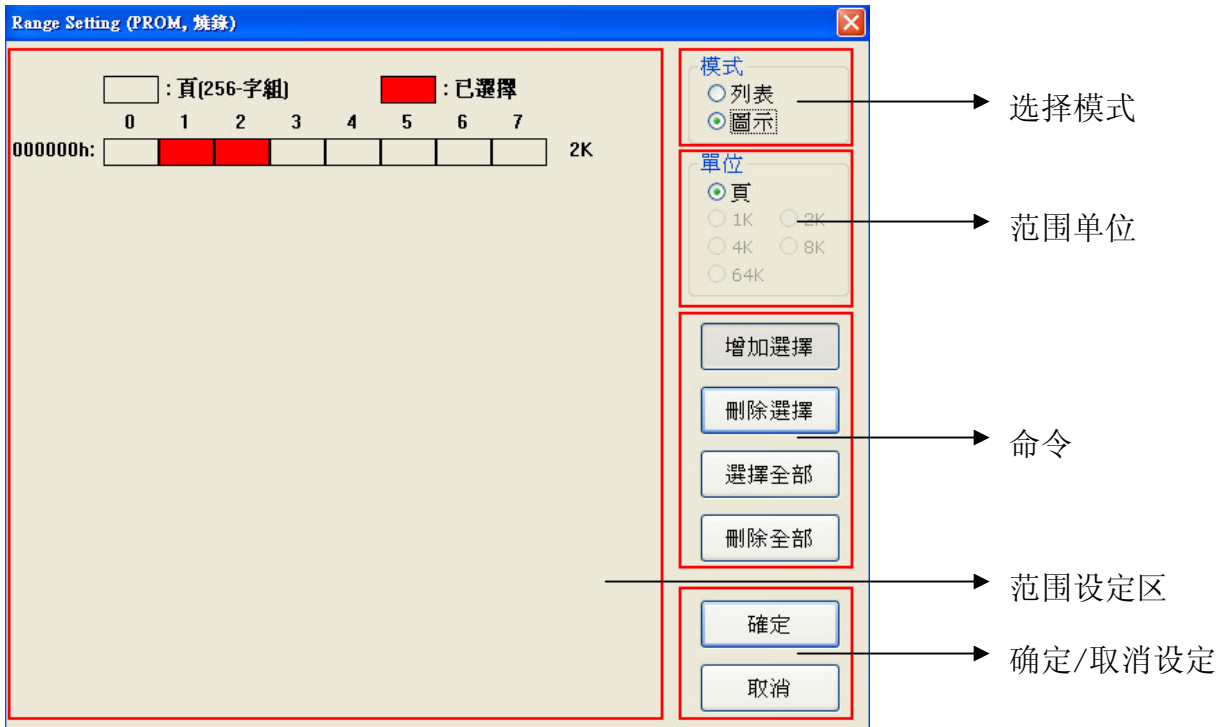 Range Setting (PROM, 燒錄)
: 頁(256-字組) : 已選擇
0 1 2 3 4 5 6 7
000000h: 2K
模式
列表
圖示
選择模式
單位
頁
1K 2K
4K 8K
64K
范围单位
增加選擇
刪除選擇
選擇全部
刪除全部
命令
范围设定区
確定
取消
确定/取消设定